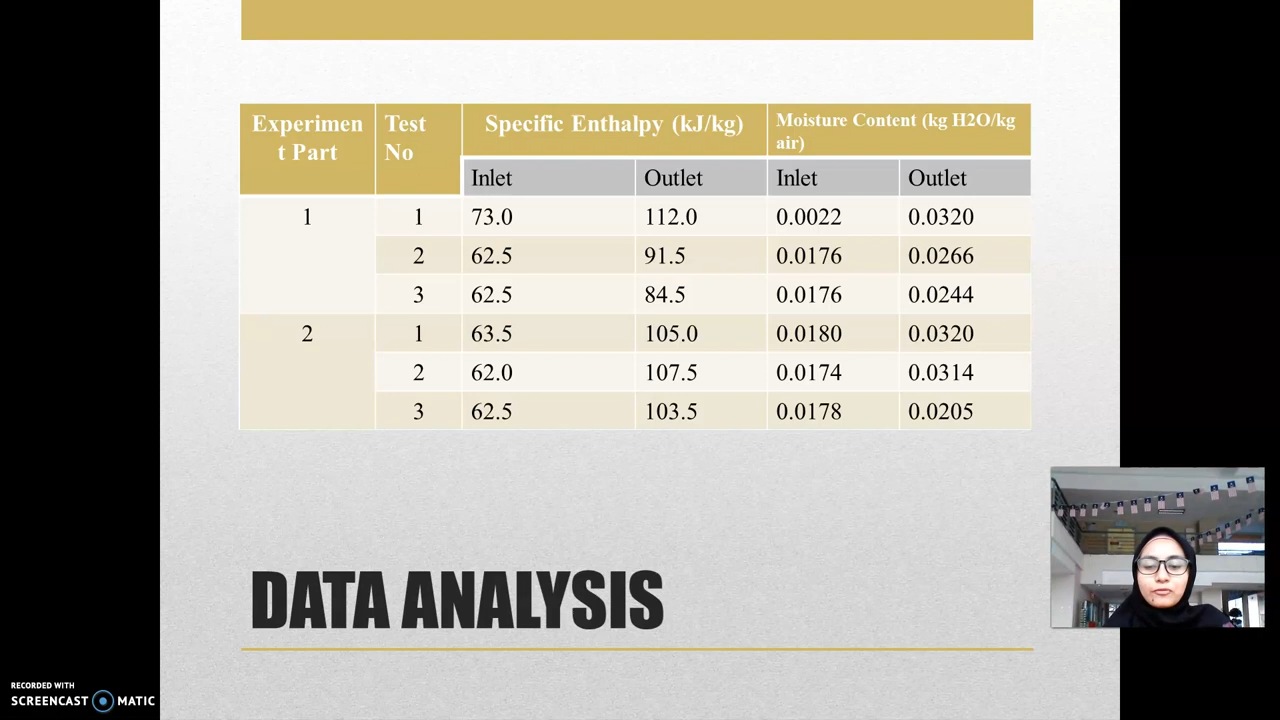 Experimen
t Part
Test
No
Specific Enthalpy (kJ/kg)
Moisture Content (kg H2O/kg
air)
Inlet Outlet Inlet Outlet
1 1 73.0 112.0 0.0022 0.0320
2 62.5 91.5 0.0176 0.0266
3 62.5 84.5 0.0176 0.0244
2 1 63.5 105.0 0.0180 0.0320
2 62.0 107.5 0.0174 0.0314
3 62.5 103.5 0.0178 0.0205
DATA ANALYSIS
RECORDED WITH
SCREENCAST MATIC